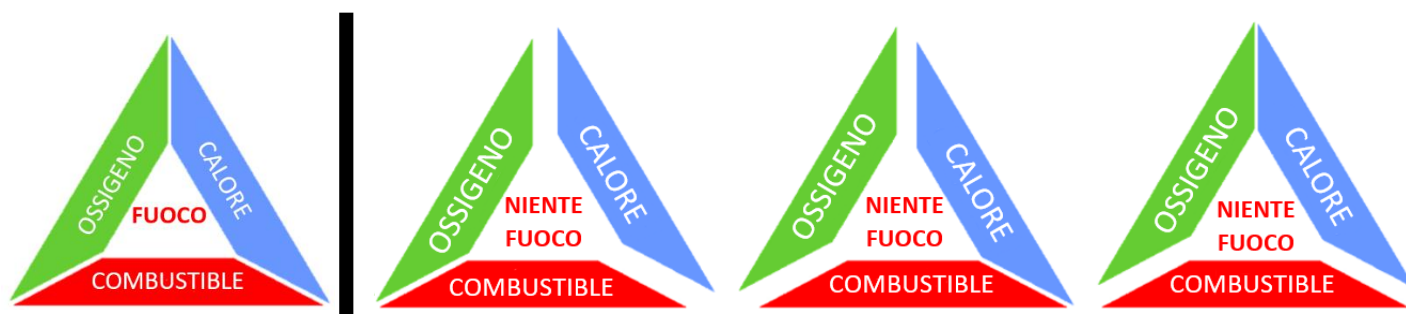 OSSIGENO
CALORE
FUOCO
COMBUSTIBLE
OSSIGENO
CALORE
NIENTE
FUOCO
COMBUSTIBLE
OSSIGENO
CALORE
NIENTE
FUOCO
COMBUSTIBLE
OSSIGENO
CALORE
NIENTE
FUOCO
COMBUSTIBLE